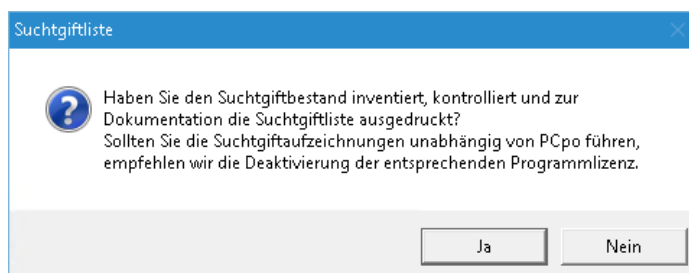 Suchtgiftliste
Haben Sie den Suchtgiftbestand inventiert, kontrolliert und zur
Dokumentation die Suchtgiftliste ausgedruckt?
Sollten Sie die Suchtgiftaufzeichnungen unabhängig von PCpo führen,
empfehlen wir die Deaktivierung der entsprechenden Programmlizenz.
Ja
Nein